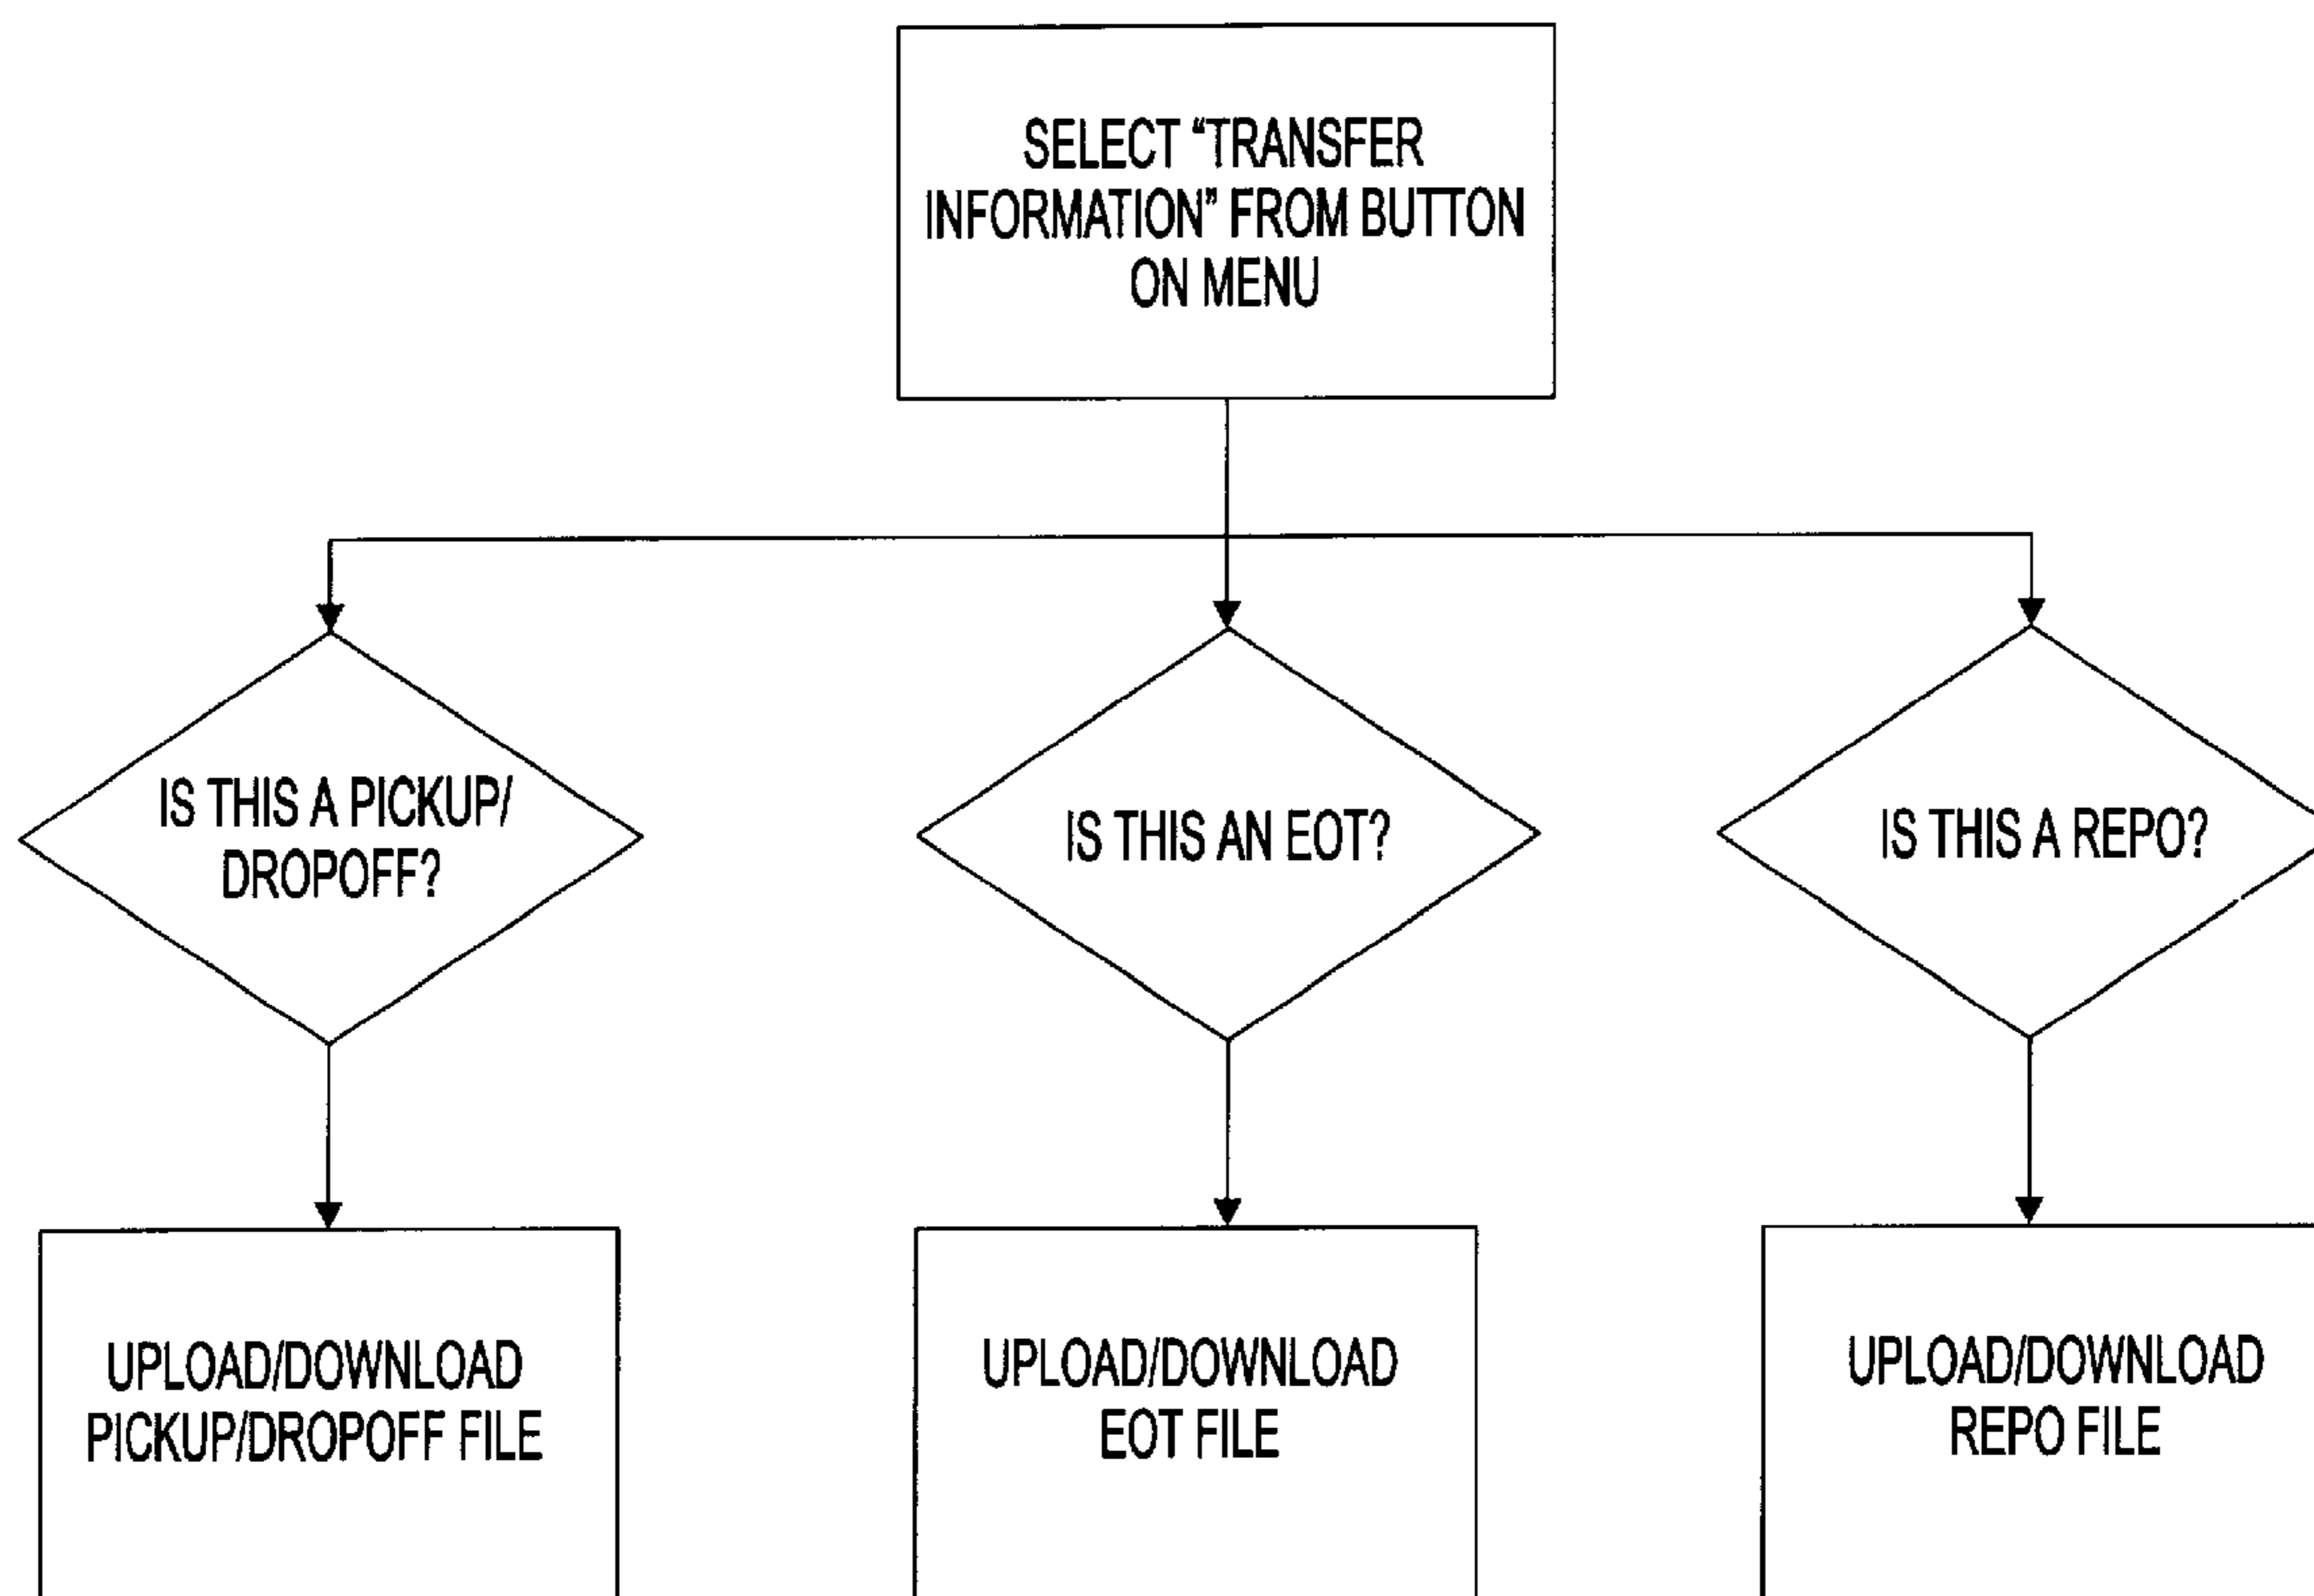 SELECT “TRANSFER
INFORMATION” FROM BUTTON
ON MENU
IS THIS A PICKUP/
DROPOFF?
IS THIS AN EOT?
IS THIS A REPO?
UPLOAD/DOWNLOAD
PICKUP/DROPOFF FILE
UPLOAD/DOWNLOAD
EOT FILE
UPLOAD/DOWNLOAD
REPO FILE